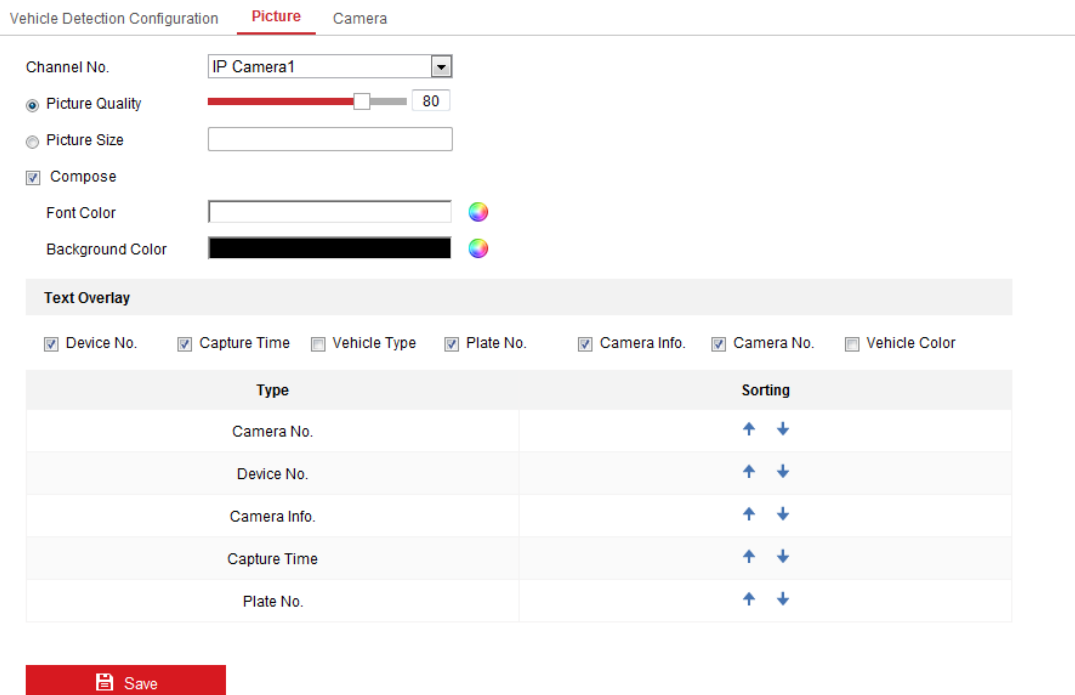 Vehicle Detection Configuration Picture Camera
Channel No. IP Camera1
Picture Quality 80
Picture Size
Compose
Font Color
Background Color
Text Overlay
Device No. Capture Time Vehicle Type Plate No. Camera Info. Camera No. Vehicle Color
Type Sorting
Camera No.
Device No.
Camera Info.
Capture Time
Plate No.
Save